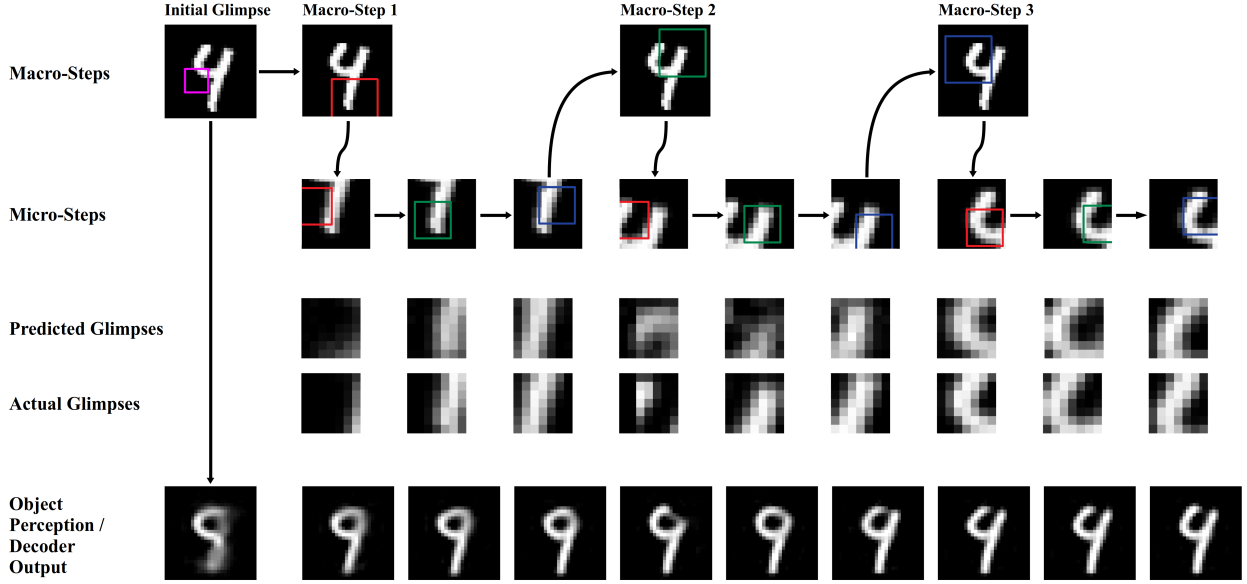 Initial Glimpse
Macro-Step 1
Macro-Step 2
Macro-Step 3
Macro-Steps
Micro-Steps
Predicted Glimpses
Actual Glimpses
Object
Perception /
Decoder
Output